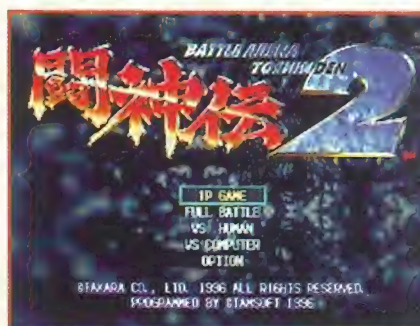 BATTLE ARENA
TOSHINDEN
闘神伝2
1P GAME
FULL BATTLE
VS HUMAN
VS COMPUTER
OPTION
©TAKARA CO., LTD. 1996 ALL RIGHTS RESERVED.
PROGRAMMED BY ©TAMSOFT 1996